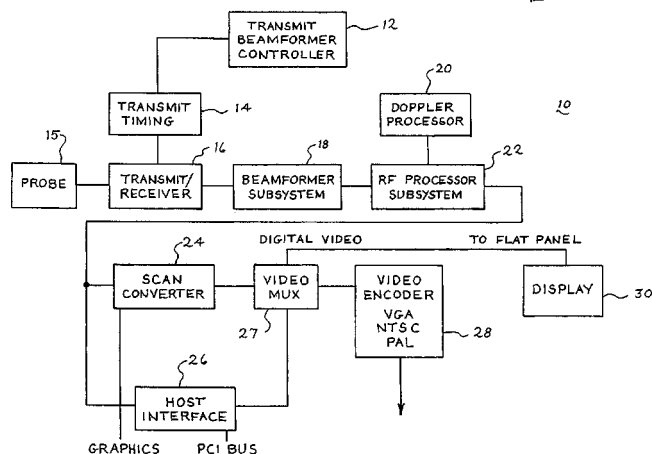 TRANSMIT
BEAMFORMER
CONTROLLER
12
TRANSMIT
TIMING
14
20
DOPPLER
PROCESSOR
10
15
PROBE
16
TRANSMIT/
RECEIVER
18
BEAMFORMER
SUBSYSTEM
22
RF PROCESSOR
SUBSYSTEM
DIGITAL VIDEO
TO FLAT PANEL
24
SCAN
CONVERTER
VIDEO
MUX
27
VIDEO
ENCODER
VGA
NTSC
PAL
28
DISPLAY
30
26
HOST
INTERFACE
GRAPHICS
PCI BUS